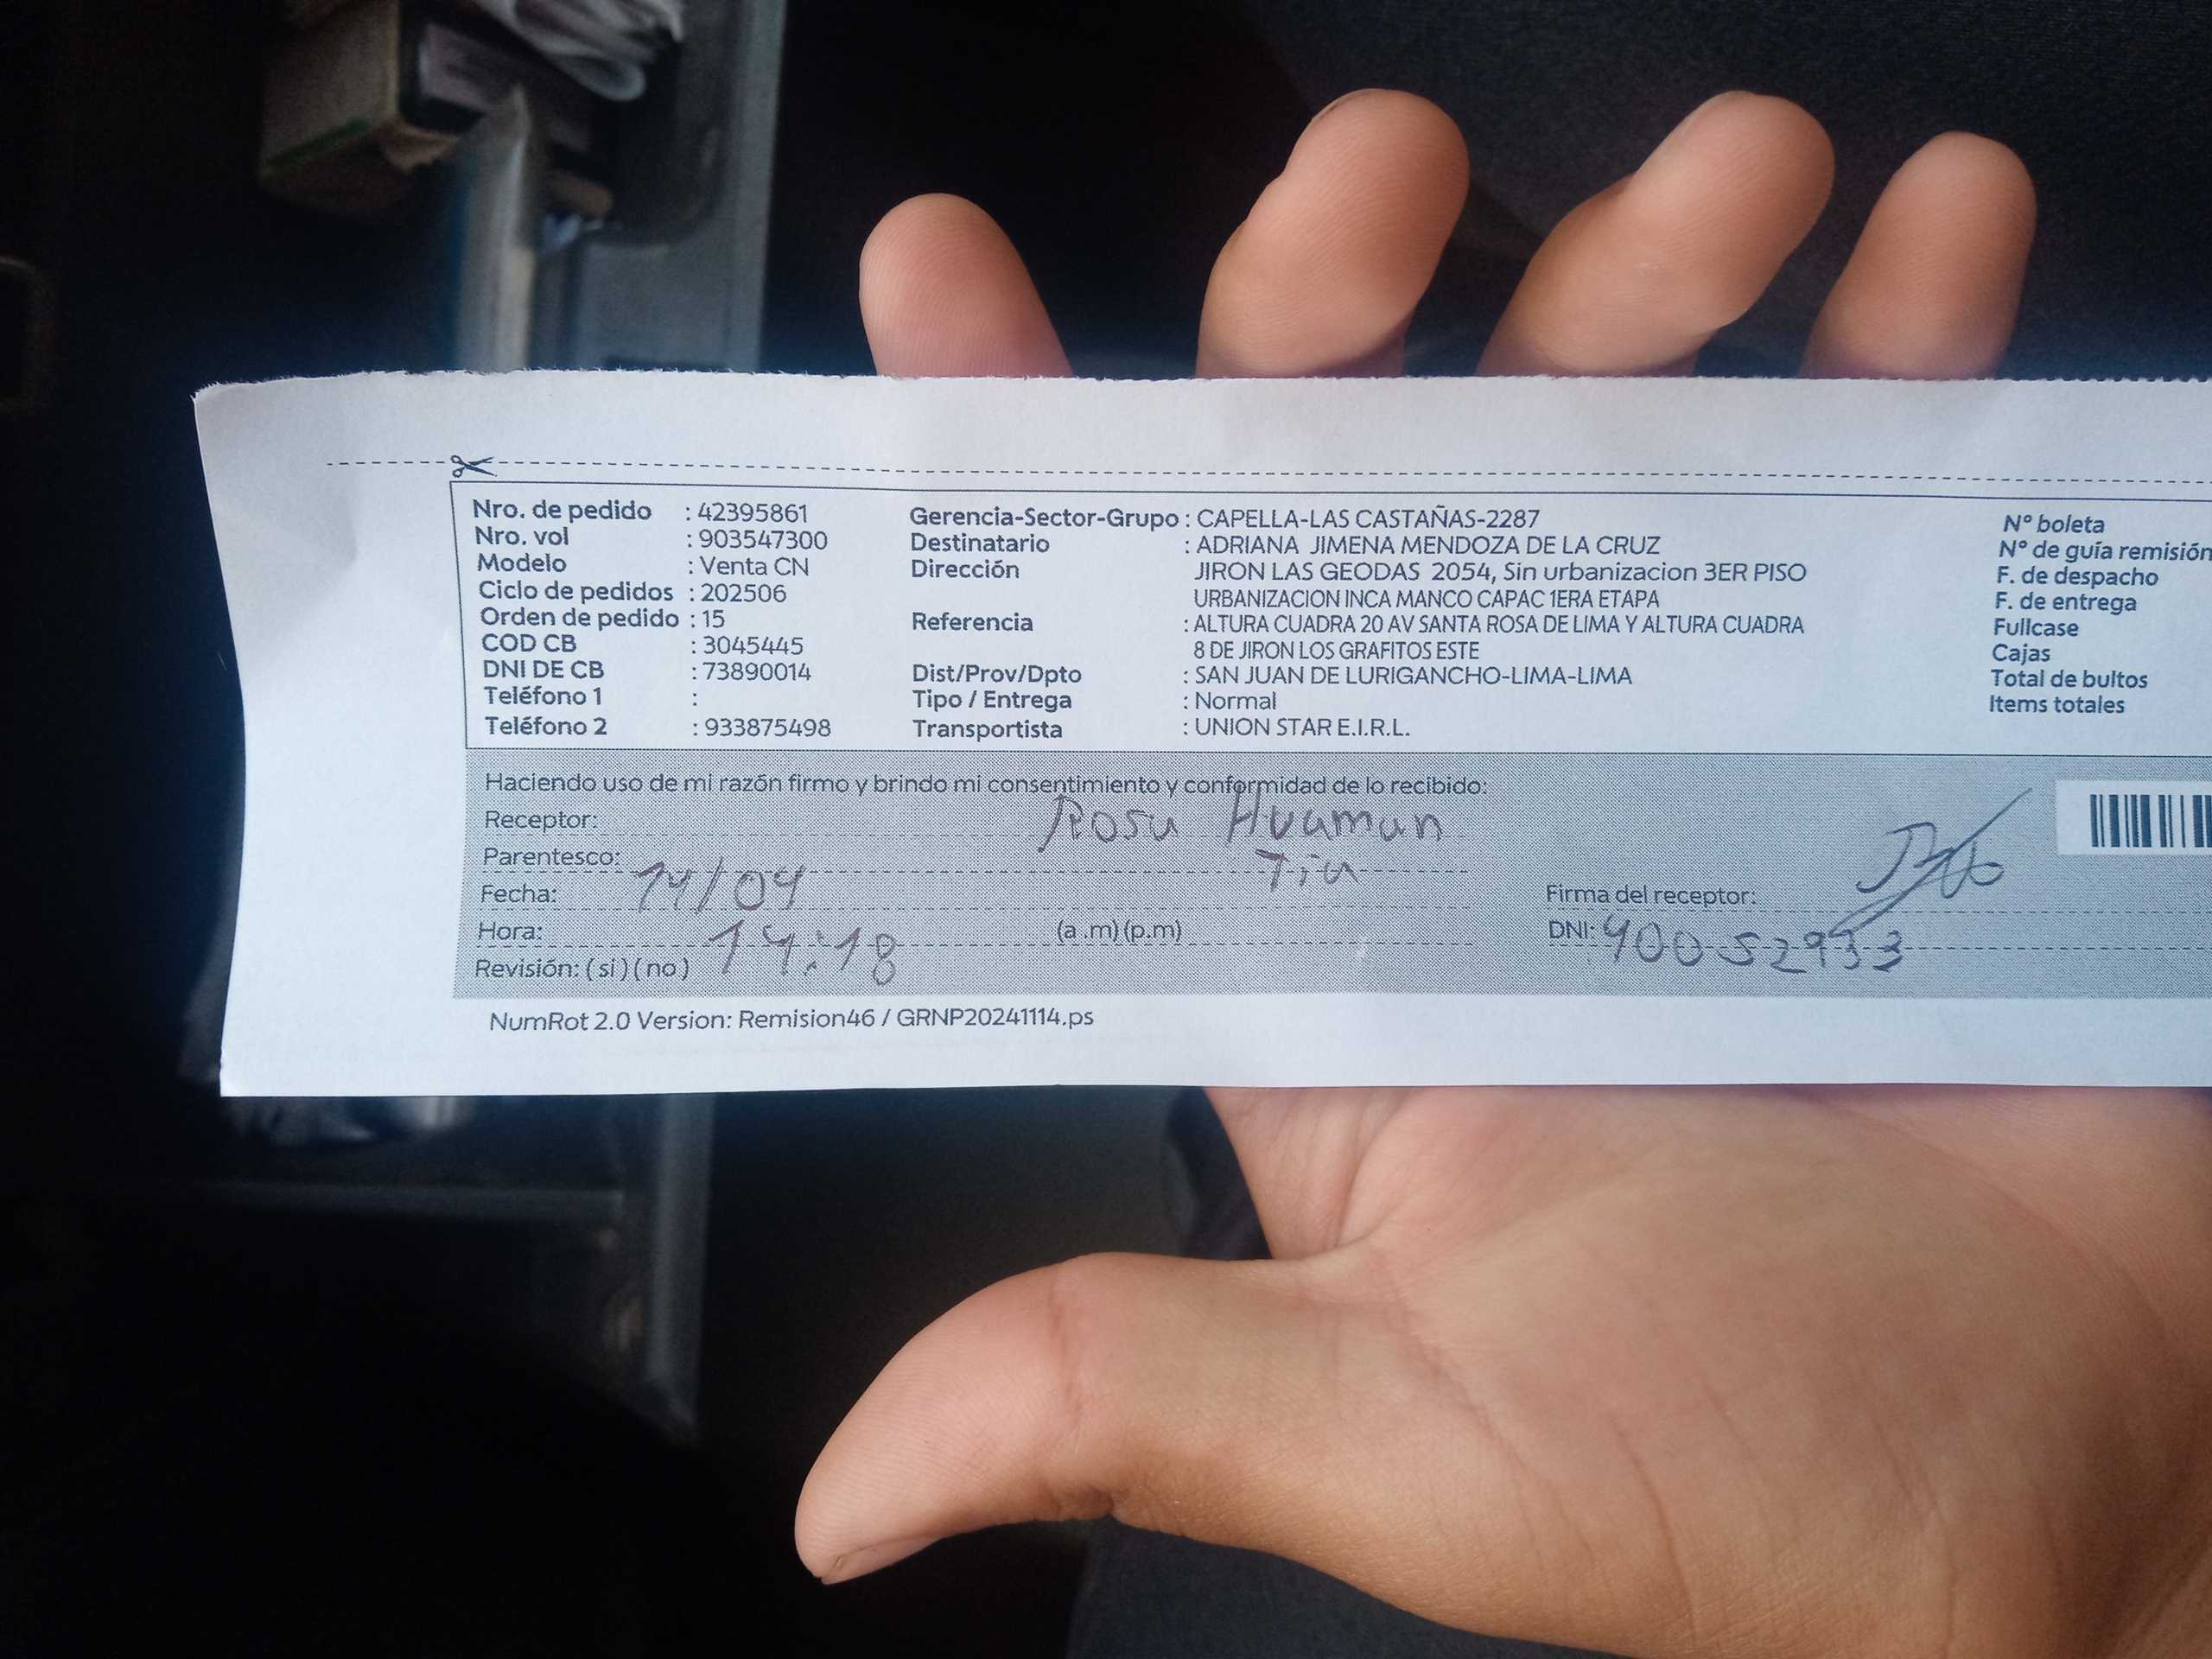 Nro. de pedido : 42395861
Nro. vol : 903547300
Modelo : Venta CN
Ciclo de pedidos : 202506
Orden de pedido : 15
COD CB : 3045445
DNI DE CB : 73890014
Teléfono 1 :
Teléfono 2 : 933875498
Gerencia-Sector-Grupo : CAPELLA-LAS CASTAÑAS-2287
Destinatario : ADRIANA JIMENA MENDOZA DE LA CRUZ
Dirección JIRON LAS GEODAS 2054, Sin urbanizacion 3ER PISO
URBANIZACION INCA MANCO CAPAC 1ERA ETAPA
Referencia : ALTURA CUADRA 20 AV SANTA ROSA DE LIMA Y ALTURA CUADRA
8 DE JIRON LOS GRAFITOS ESTE
Dist/Prov/Dpto : SAN JUAN DE LURIGANCHO-LIMA-LIMA
Tipo / Entrega : Normal
Transportista : UNION STAR E.I.R.L.
N° boleta
N° de guía remisión
F. de despacho
F. de entrega
Fullcase
Cajas
Total de bultos
Items totales
Haciendo uso de mi razón firmo y brindo mi consentimiento y conformidad de lo recibido:
Receptor: Rosa Huaman
Parentesco: Tia
Fecha: 14/04
Hora: 14:18 (a .m) (p.m)
Revisión: (si) (no)
Firma del receptor:
DNI: 40052933
NumRot 2.0 Version: Remision46 / GRNP20241114.ps